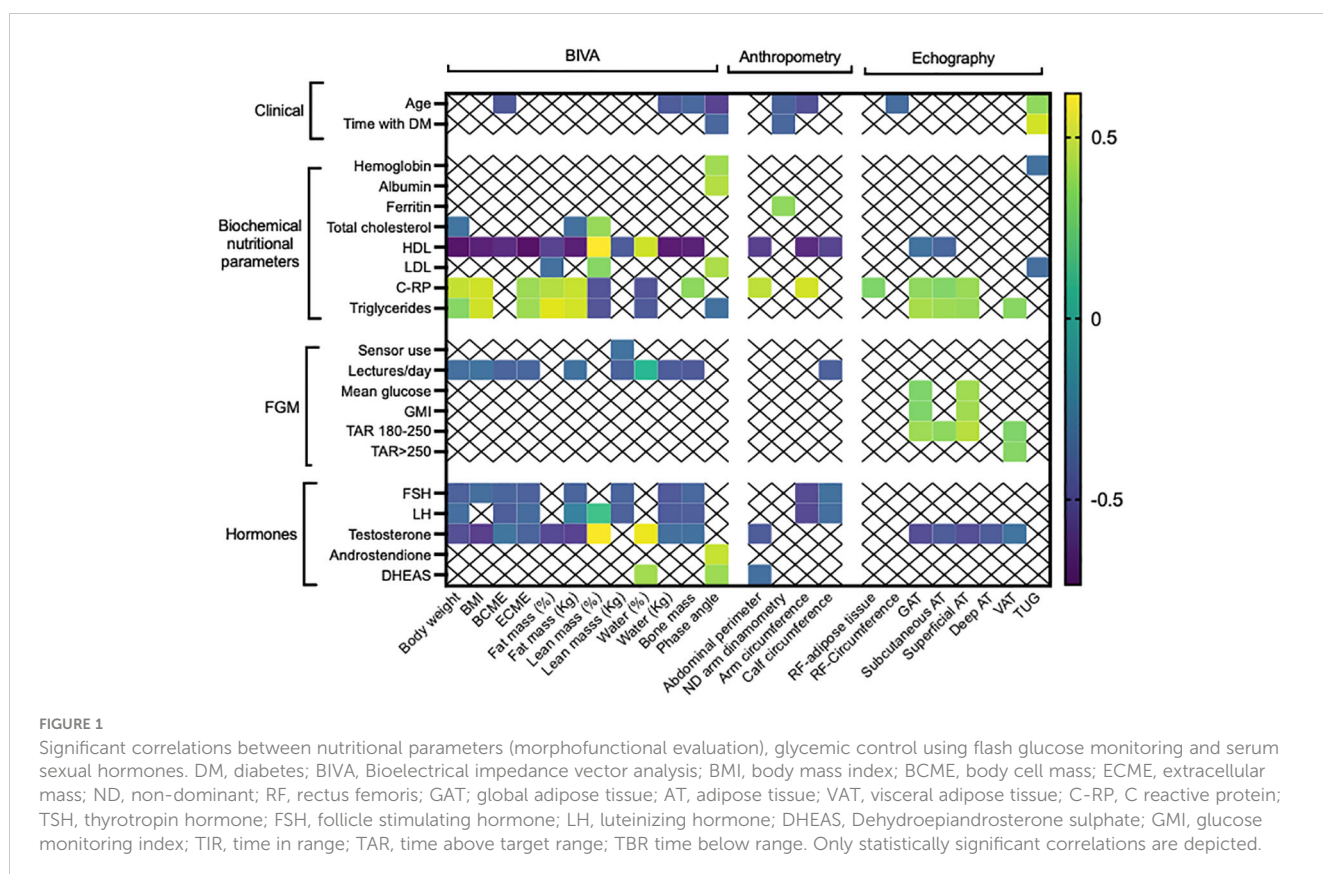 BIVA
Anthropometry
Echography
Clinical
Age
Time with DM
Biochemical
nutritional
parameters
Hemoglobin
Albumin
Ferritin
Total cholesterol
HDL
LDL
C-RP
Triglycerides
FGM
Sensor use
Lectures/day
Mean glucose
GMI
TAR 180-250
TAR>250
Hormones
FSH
LH
Testosterone
Androstendione
DHEAS
0.5
0
-0.5
Body weight
BMI
BCME
ECME
Fat mass (%)
Fat mass (Kg)
Lean mass (%)
Lean masss (Kg)
Water (%)
Water (Kg)
Bone mass
Phase angle
Abdominal perimeter
ND arm dinamometry
Arm circumference
Calf circumference
RF-adipose tissue
RF-Circumference
GAT
Subcutaneous AT
Superficial AT
Deep AT
VAT
TUG
FIGURE 1
Significant correlations between nutritional parameters (morphofunctional evaluation), glycemic control using flash glucose monitoring and serum
sexual hormones. DM, diabetes; BIVA, Bioelectrical impedance vector analysis; BMI, body mass index; BCME, body cell mass; ECME, extracellular
mass; ND, non-dominant; RF, rectus femoris; GAT; global adipose tissue; AT, adipose tissue; VAT, visceral adipose tissue; C-RP, C reactive protein;
TSH, thyrotropin hormone; FSH, follicle stimulating hormone; LH, luteinizing hormone; DHEAS, Dehydroepiandrosterone sulphate; GMI, glucose
monitoring index; TIR, time in range; TAR, time above target range; TBR time below range. Only statistically significant correlations are depicted.